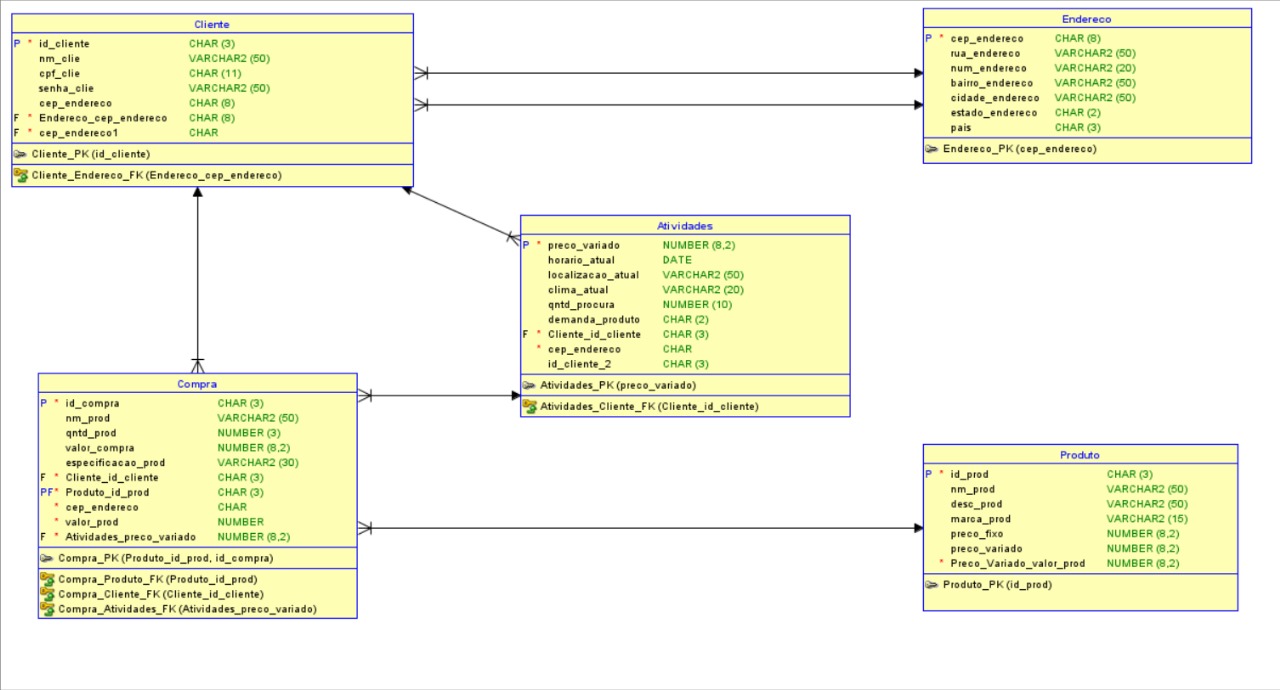 Cliente
P * id_cliente CHAR (3)
nm_clie VARCHAR2 (50)
cpf_clie CHAR (11)
senha_clie VARCHAR2 (50)
cep_endereco CHAR (8)
F * Endereco_cep_endereco CHAR (8)
F * cep_endereco1 CHAR
Cliente_PK (id_cliente)
Cliente_Endereco_FK (Endereco_cep_endereco)
Endereco
P * cep_endereco CHAR (8)
rua_endereco VARCHAR2 (50)
num_endereco VARCHAR2 (20)
bairro_endereco VARCHAR2 (50)
cidade_endereco VARCHAR2 (50)
estado_endereco CHAR (2)
pais CHAR (3)
Endereco_PK (cep_endereco)
Atividades
P * preco_variado NUMBER (8,2)
horario_atual DATE
localizacao_atual VARCHAR2 (50)
clima_atual VARCHAR2 (20)
qntd_procura NUMBER (10)
demanda_produto CHAR (2)
F * Cliente_id_cliente CHAR (3)
* cep_endereco CHAR
id_cliente_2 CHAR (3)
Atividades_PK (preco_variado)
Atividades_Cliente_FK (Cliente_id_cliente)
Compra
P * id_compra CHAR (3)
nm_prod VARCHAR2 (50)
qntd_prod NUMBER (3)
valor_compra NUMBER (8,2)
especificacao_prod VARCHAR2 (30)
F * Cliente_id_cliente CHAR (3)
PF* Produto_id_prod CHAR (3)
* cep_endereco CHAR
* valor_prod NUMBER
F * Atividades_preco_variado NUMBER (8,2)
Compra_PK (Produto_id_prod, id_compra)
Compra_Produto_FK (Produto_id_prod)
Compra_Cliente_FK (Cliente_id_cliente)
Compra_Atividades_FK (Atividades_preco_variado)
Produto
P * id_prod CHAR (3)
nm_prod VARCHAR2 (50)
desc_prod VARCHAR2 (50)
marca_prod VARCHAR2 (15)
preco_fixo NUMBER (8,2)
preco_variado NUMBER (8,2)
* Preco_Variado_valor_prod NUMBER (8,2)
Produto_PK (id_prod)